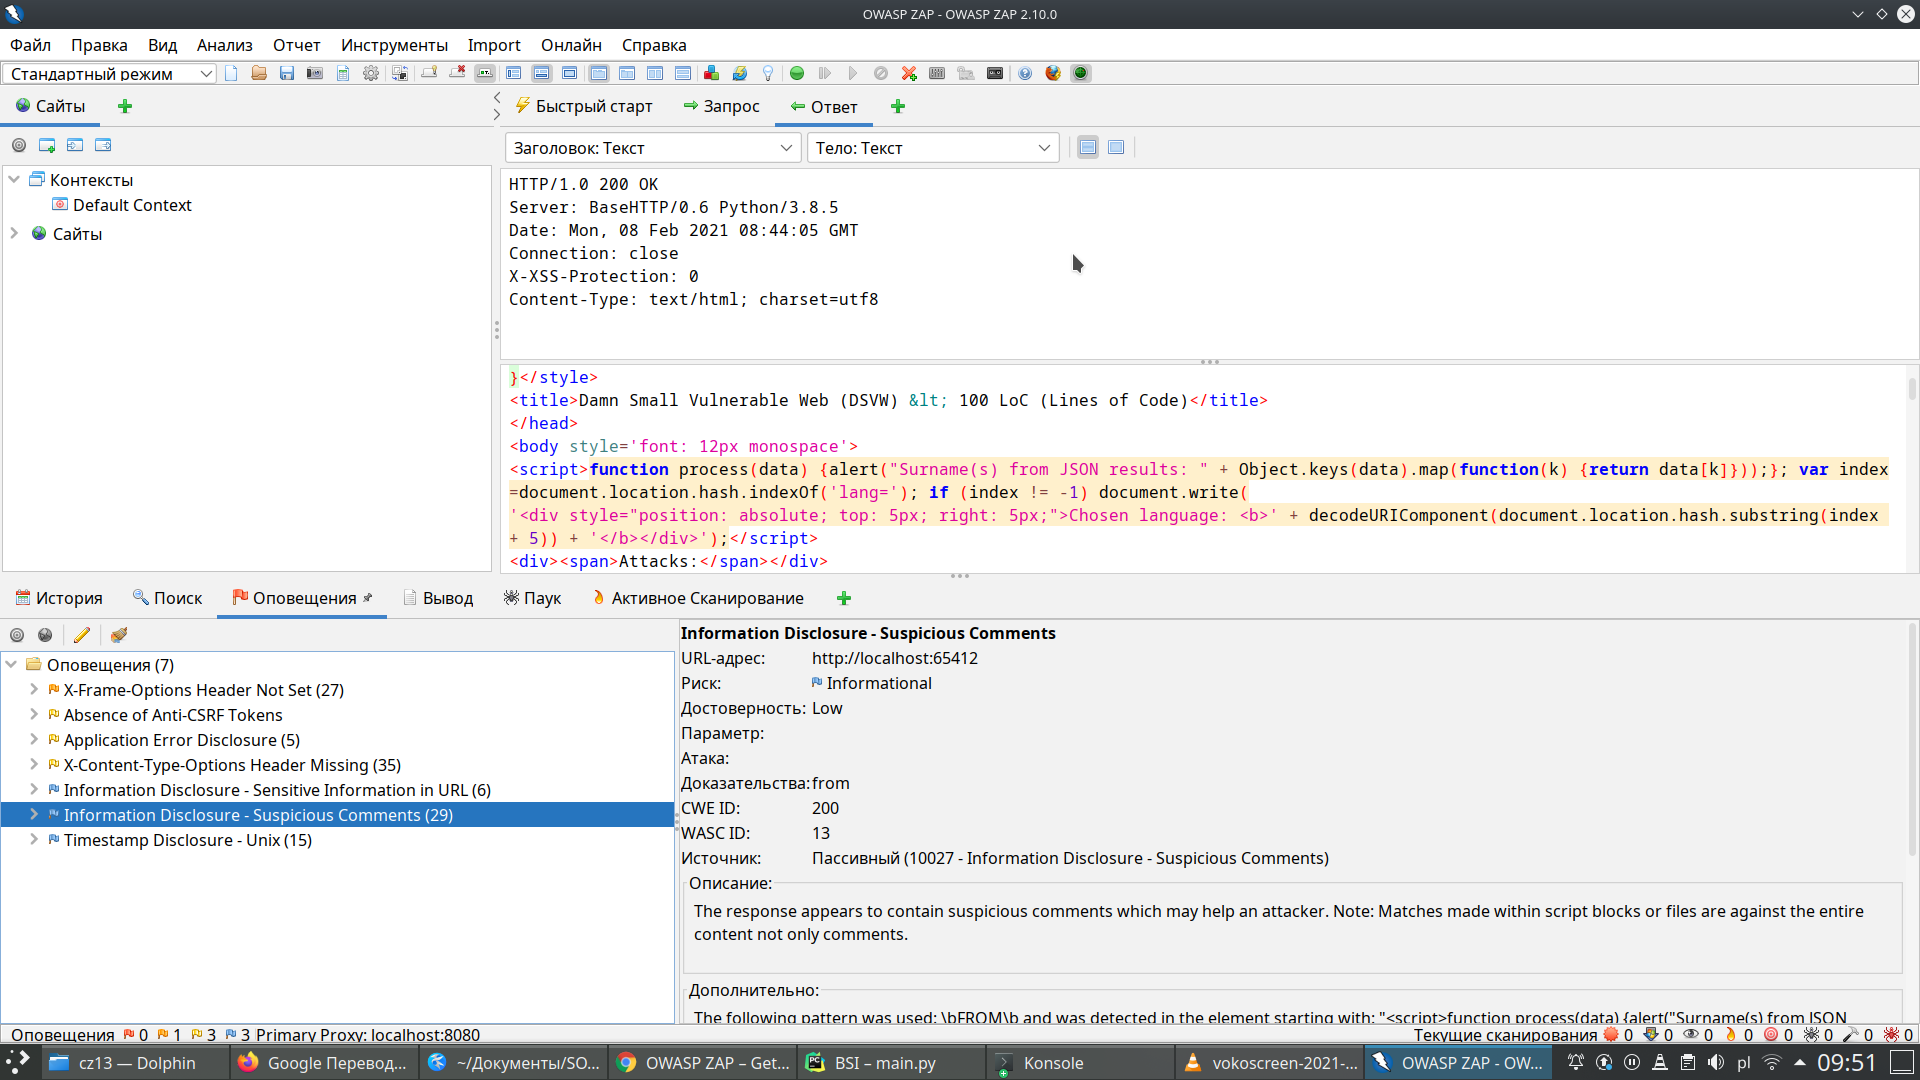 OWASP ZAP - OWASP ZAP 2.10.0
Файл Правка Вид Анализ Отчет Инструменты Import Онлайн Справка
Стандартный режим
Сайты
Быстрый старт Запрос Ответ
Заголовок: Текст Тело: Текст
Контексты
Default Context
Сайты
HTTP/1.0 200 OK
Server: BaseHTTP/0.6 Python/3.8.5
Date: Mon, 08 Feb 2021 08:44:05 GMT
Connection: close
X-XSS-Protection: 0
Content-Type: text/html; charset=utf8
}</style>
<title>Damn Small Vulnerable Web (DSVW) &lt; 100 LoC (Lines of Code)</title>
</head>
<body style='font: 12px monospace'>
<script>function process(data) {alert("Surname(s) from JSON results: " + Object.keys(data).map(function(k) {return data[k]}));}; var index
=document.location.hash.indexOf('lang='); if (index != -1) document.write(
'<div style="position: absolute; top: 5px; right: 5px;">Chosen language: <b>' + decodeURIComponent(document.location.hash.substring(index
+ 5)) + '</b></div>');</script>
<div><span>Attacks:</span></div>
История Поиск Оповещения Вывод Паук Активное Сканирование
Оповещения (7)
X-Frame-Options Header Not Set (27)
Absence of Anti-CSRF Tokens
Application Error Disclosure (5)
X-Content-Type-Options Header Missing (35)
Information Disclosure - Sensitive Information in URL (6)
Information Disclosure - Suspicious Comments (29)
Timestamp Disclosure - Unix (15)
Information Disclosure - Suspicious Comments
URL-адрес: http://localhost:65412
Риск: Informational
Достоверность: Low
Параметр:
Атака:
Доказательства: from
CWE ID: 200
WASC ID: 13
Источник: Пассивный (10027 - Information Disclosure - Suspicious Comments)
Описание:
The response appears to contain suspicious comments which may help an attacker. Note: Matches made within script blocks or files are against the entire
content not only comments.
Дополнительно:
The following pattern was used: \bFROM\b and was detected in the element starting with: "<script>function process(data) {alert("Surname(s) from JSON
Оповещения 0 1 3 3 Primary Proxy: localhost:8080 Текущие сканирования 0 0 0 0 0 0 0 0
cz13 — Dolphin Google Перевод... ~/Документы/SO... OWASP ZAP – Get... BSI – main.py Konsole vokoscreen-2021-... OWASP ZAP - OW... pl 09:51